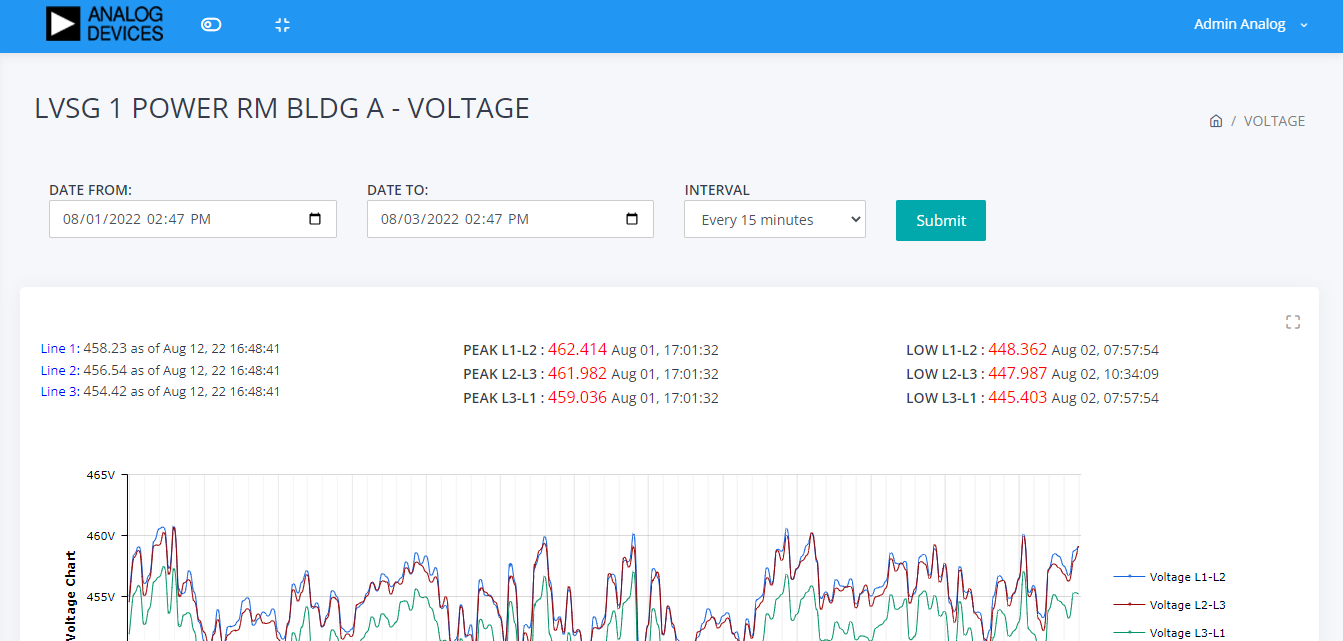 ANALOG
DEVICES
Admin Analog
LVSG 1 POWER RM BLDG A - VOLTAGE
/ VOLTAGE
DATE FROM:
DATE TO:
INTERVAL
08/01/2022 02:47 PM
08/03/2022 02:47 PM
Every 15 minutes
Submit
Line 1: 458.23 as of Aug 12, 22 16:48:41
Line 2: 456.54 as of Aug 12, 22 16:48:41
Line 3: 454.42 as of Aug 12, 22 16:48:41
PEAK L1-L2 : 462.414 Aug 01, 17:01:32
PEAK L2-L3 : 461.982 Aug 01, 17:01:32
PEAK L3-L1 : 459.036 Aug 01, 17:01:32
LOW L1-L2 : 448.362 Aug 02, 07:57:54
LOW L2-L3 : 447.987 Aug 02, 10:34:09
LOW L3-L1 : 445.403 Aug 02, 07:57:54
465V
460V
455V
Voltage Chart
Voltage L1-L2
Voltage L2-L3
Voltage L3-L1